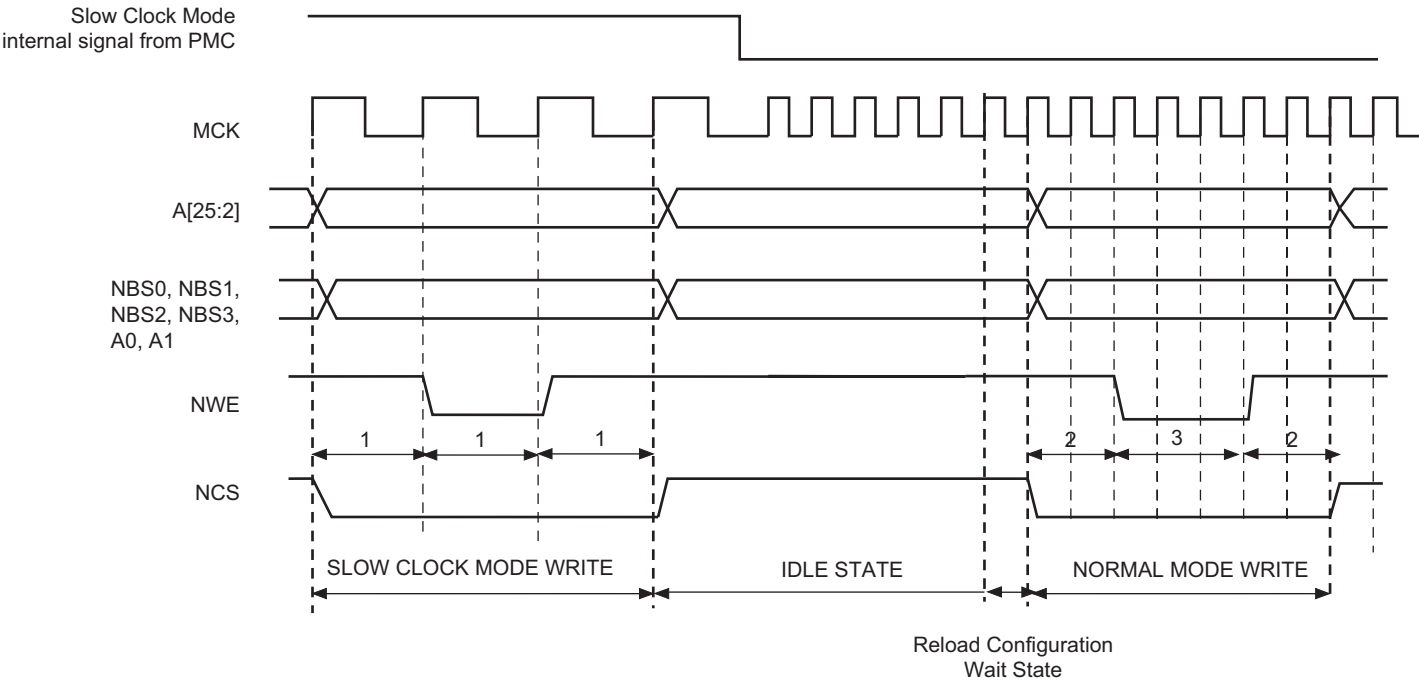 Slow Clock Mode
internal signal from PMC
MCK
A[25:2]
NBS0, NBS1,
NBS2, NBS3,
A0, A1
NWE
1 1 1 2 3 2
NCS
SLOW CLOCK MODE WRITE IDLE STATE NORMAL MODE WRITE
Reload Configuration
Wait State